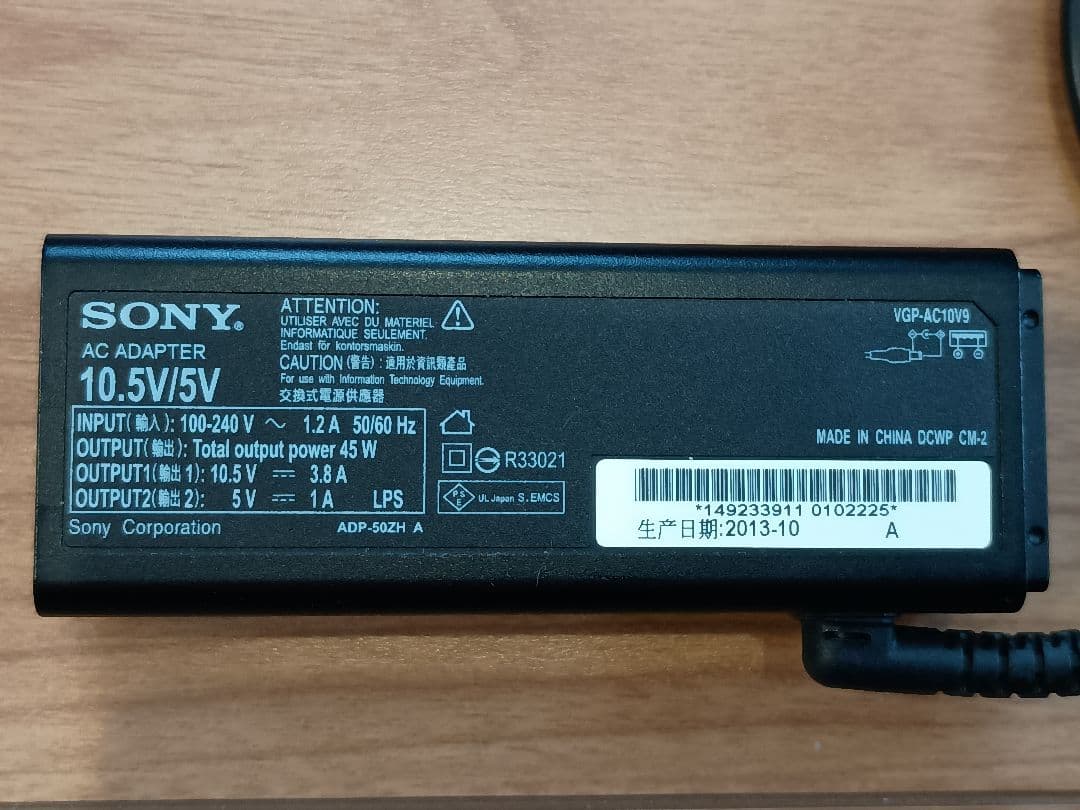 SONY®
AC ADAPTER
10.5V/5V
ATTENTION:
UTILISER AVEC DU MATERIEL
INFORMATIQUE SEULEMENT.
Endast för kontorsmaskin.
CAUTION (警告) : 適用於資訊類產品
For use with Information Technology Equipment.
交換式電源供應器
INPUT(輸入): 100-240 V ～ 1.2 A 50/60 Hz
OUTPUT(輸出): Total output power 45 W
OUTPUT1(輸出 1): 10.5 V ⎓ 3.8 A
OUTPUT2(輸出 2): 5 V ⎓ 1 A LPS
Sony Corporation
ADP-50ZH A
R33021
PSE UL Japan S. EMCS
VGP-AC10V9
MADE IN CHINA DCWP CM-2
*149233911 0102225*
生产日期:2013-10 A